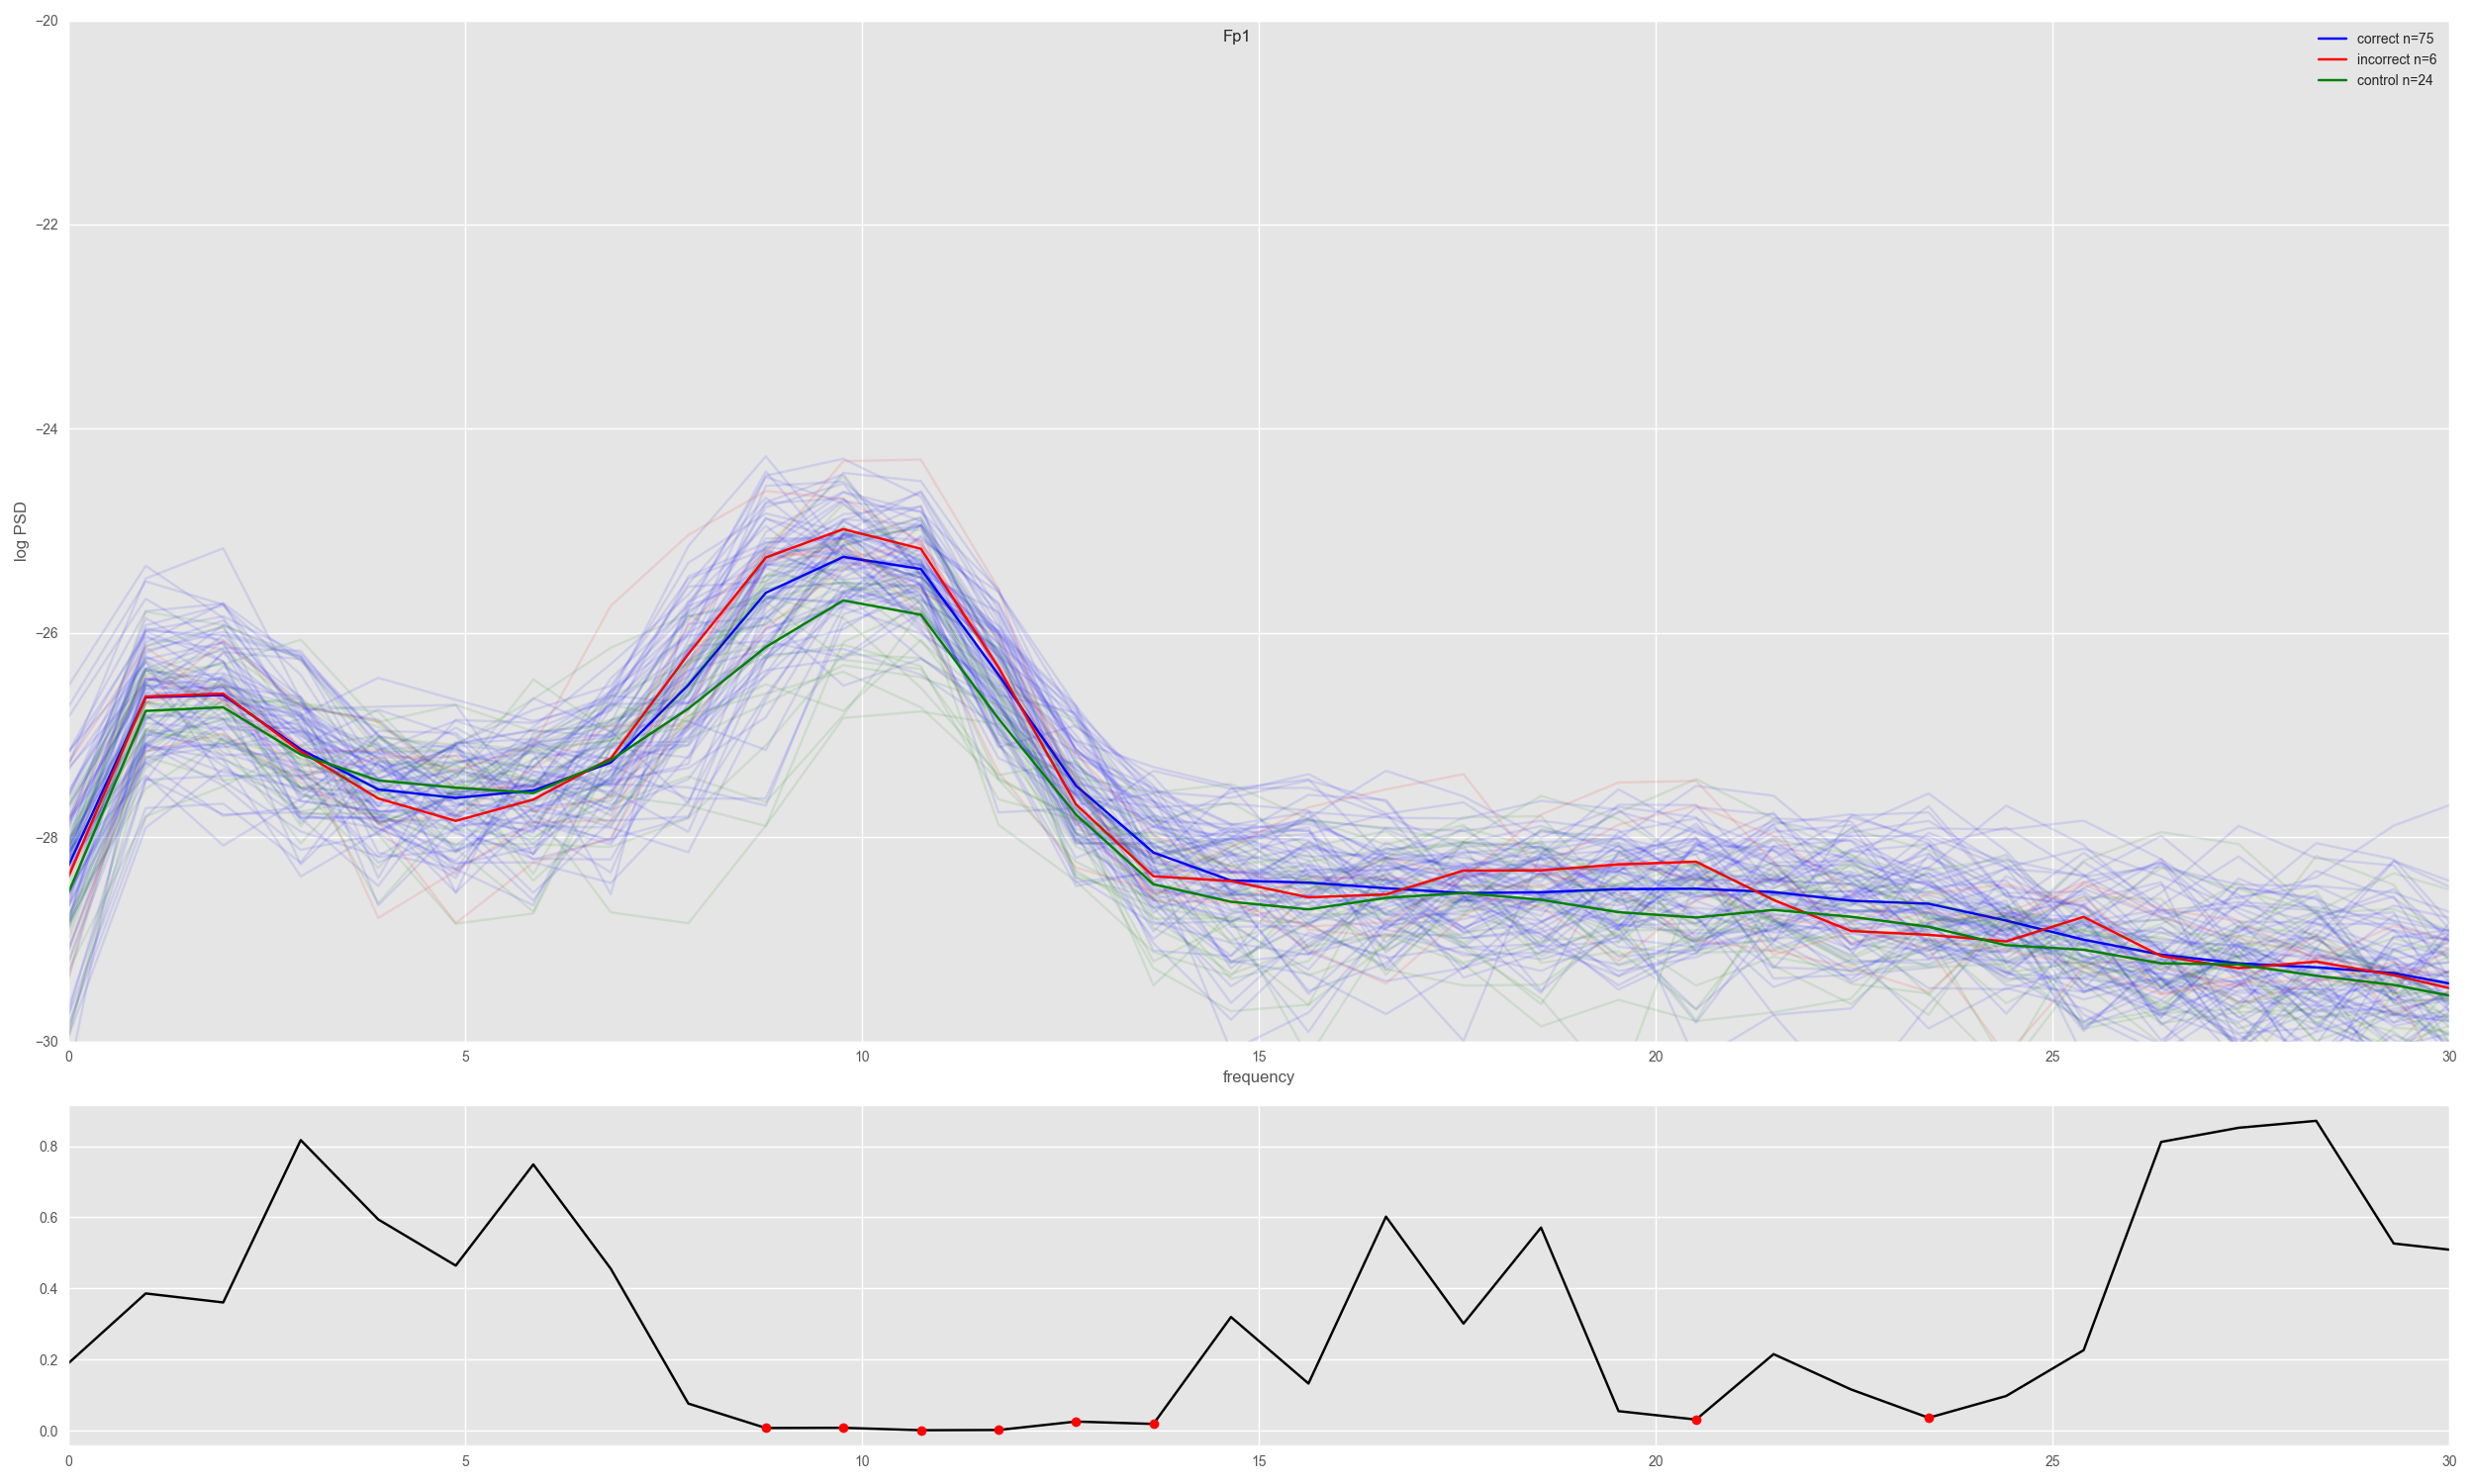 Fp1
correct n=75
incorrect n=6
control n=24
−20
−22
−24
−26
−28
−30
log PSD
0 5 10 15 20 25 30
frequency
0.8
0.6
0.4
0.2
0.0
0 5 10 15 20 25 30